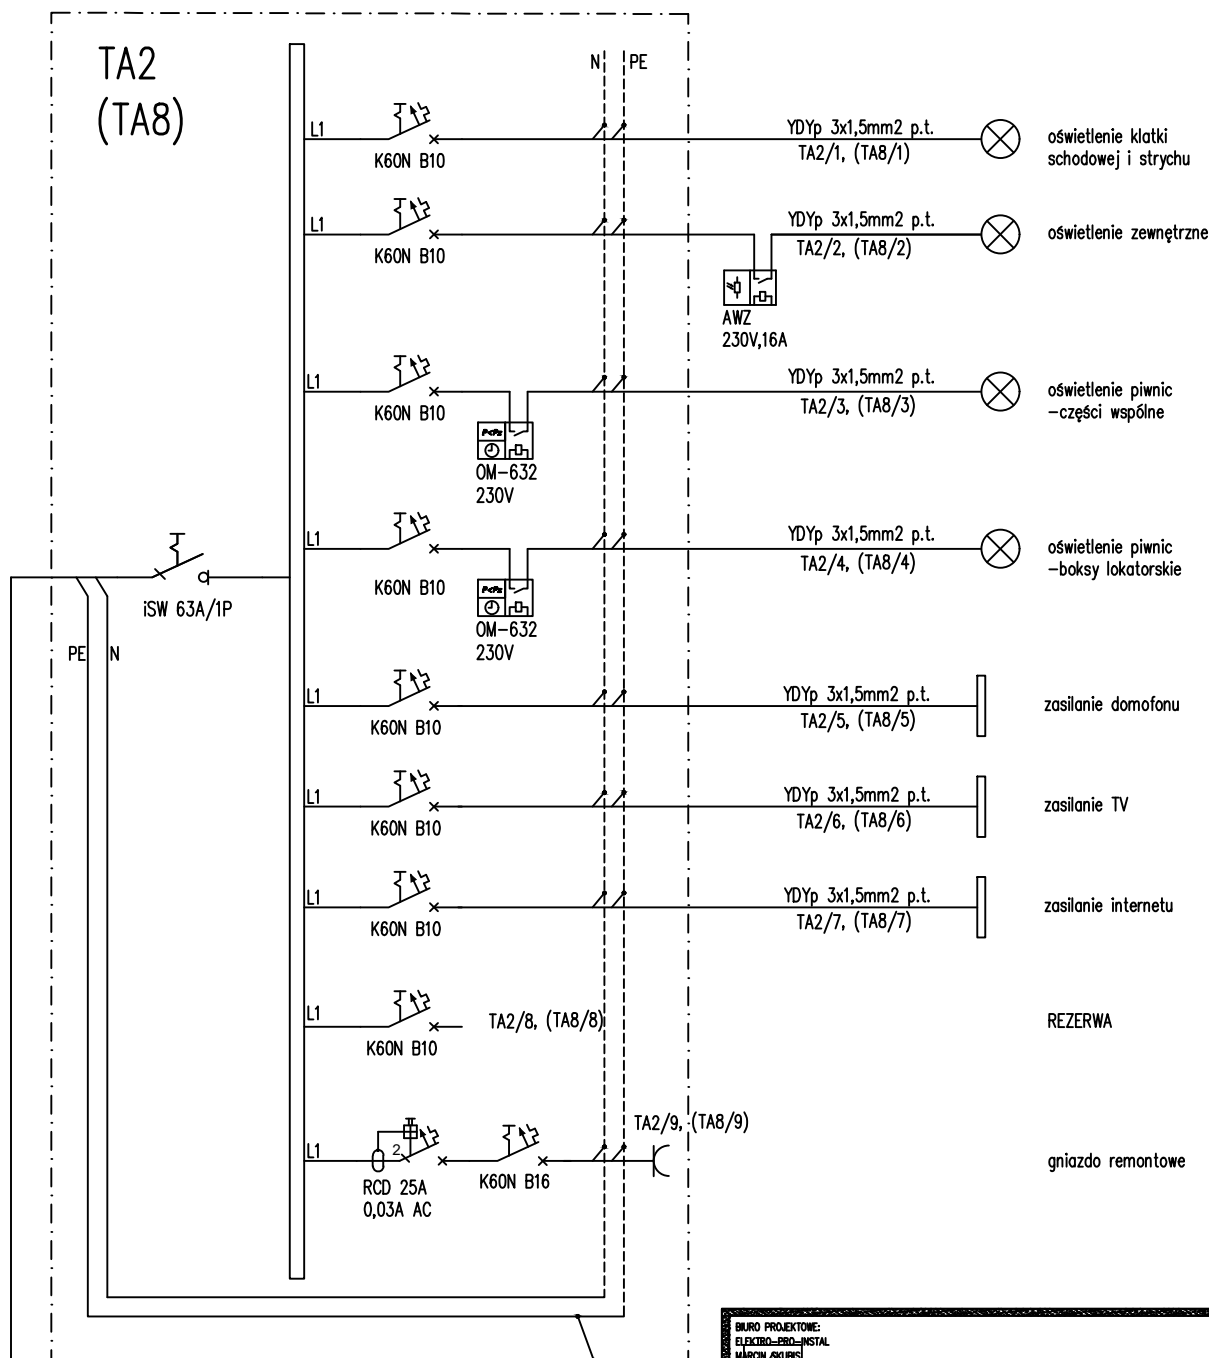 TA2
(TA8)
N
PE
L1
K60N B10
YDYp 3x1,5mm2 p.t.
TA2/1, (TA8/1)
oświetlenie klatki
schodowej i strychu
L1
K60N B10
YDYp 3x1,5mm2 p.t.
TA2/2, (TA8/2)
oświetlenie zewnętrzne
AWZ
230V,16A
L1
K60N B10
P<Pz
OM-632
230V
YDYp 3x1,5mm2 p.t.
TA2/3, (TA8/3)
oświetlenie piwnic
-części wspólne
L1
K60N B10
P<Pz
OM-632
230V
YDYp 3x1,5mm2 p.t.
TA2/4, (TA8/4)
oświetlenie piwnic
-boksy lokatorskie
iSW 63A/1P
PE
N
L1
K60N B10
YDYp 3x1,5mm2 p.t.
TA2/5, (TA8/5)
zasilanie domofonu
L1
K60N B10
YDYp 3x1,5mm2 p.t.
TA2/6, (TA8/6)
zasilanie TV
L1
K60N B10
YDYp 3x1,5mm2 p.t.
TA2/7, (TA8/7)
zasilanie internetu
L1
K60N B10
TA2/8, (TA8/8)
REZERWA
L1
2
RCD 25A
0,03A AC
K60N B16
TA2/9, (TA8/9)
gniazdo remontowe
BIURO PROJEKTOWE:
ELEKTRO-PRO-INSTAL
MARCIN SKUBIS